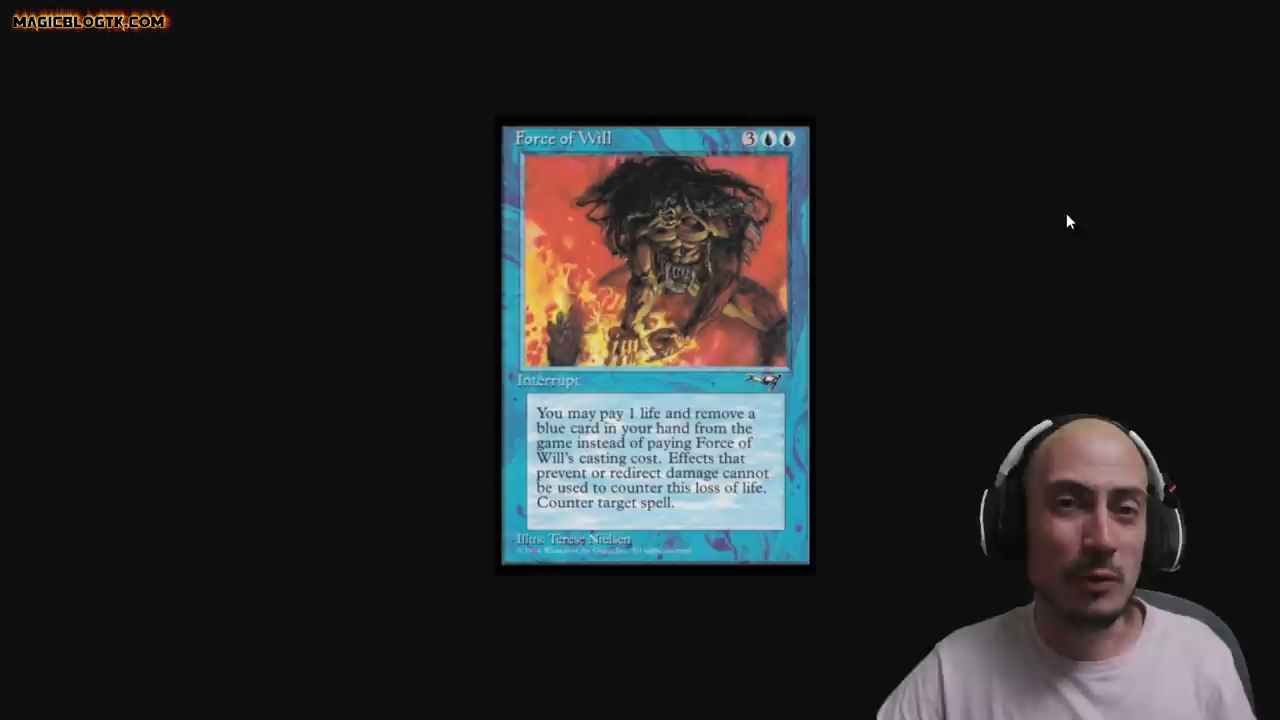 MAGICBLOGTK.COM
Force of Will 3
Interrupt
You may pay 1 life and remove a
blue card in your hand from the
game instead of paying Force of
Will's casting cost. Effects that
prevent or redirect damage cannot
be used to counter this loss of life.
Counter target spell.
Illus. Terese Nielsen